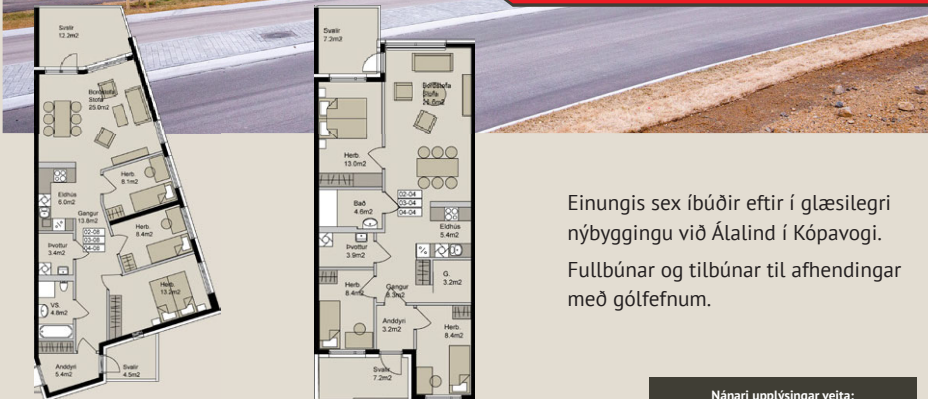 Svalir
12.2m2
Borðstofa
Stofa
25.0m2
Herb.
8.1m2
Eldhús
6.0m2
Gangur
13.8m2
02-08
03-08
04-08
Herb.
8.4m2
Þvottur
3.4m2
Herb.
13.2m2
VS.
4.8m2
Anddyri
5.4m2
Svalir
4.5m2
Svalir
7.2m2
Borðstofa
Stofa
Herb.
13.0m2
02-04
03-04
04-04
Bað
4.6m2
Eldhús
5.4m2
Þvottur
3.9m2
G.
3.2m2
Herb.
8.4m2
Gangur
8.3m2
Anddyri
3.2m2
Herb.
8.4m2
Svalir
7.2m2
Einungis sex íbúðir eftir í glæsilegri
nýbyggingu við Álalind í Kópavogi.
Fullbúnar og tilbúnar til afhendingar
með gólfefnum.
Nánari upplýsingar veita: